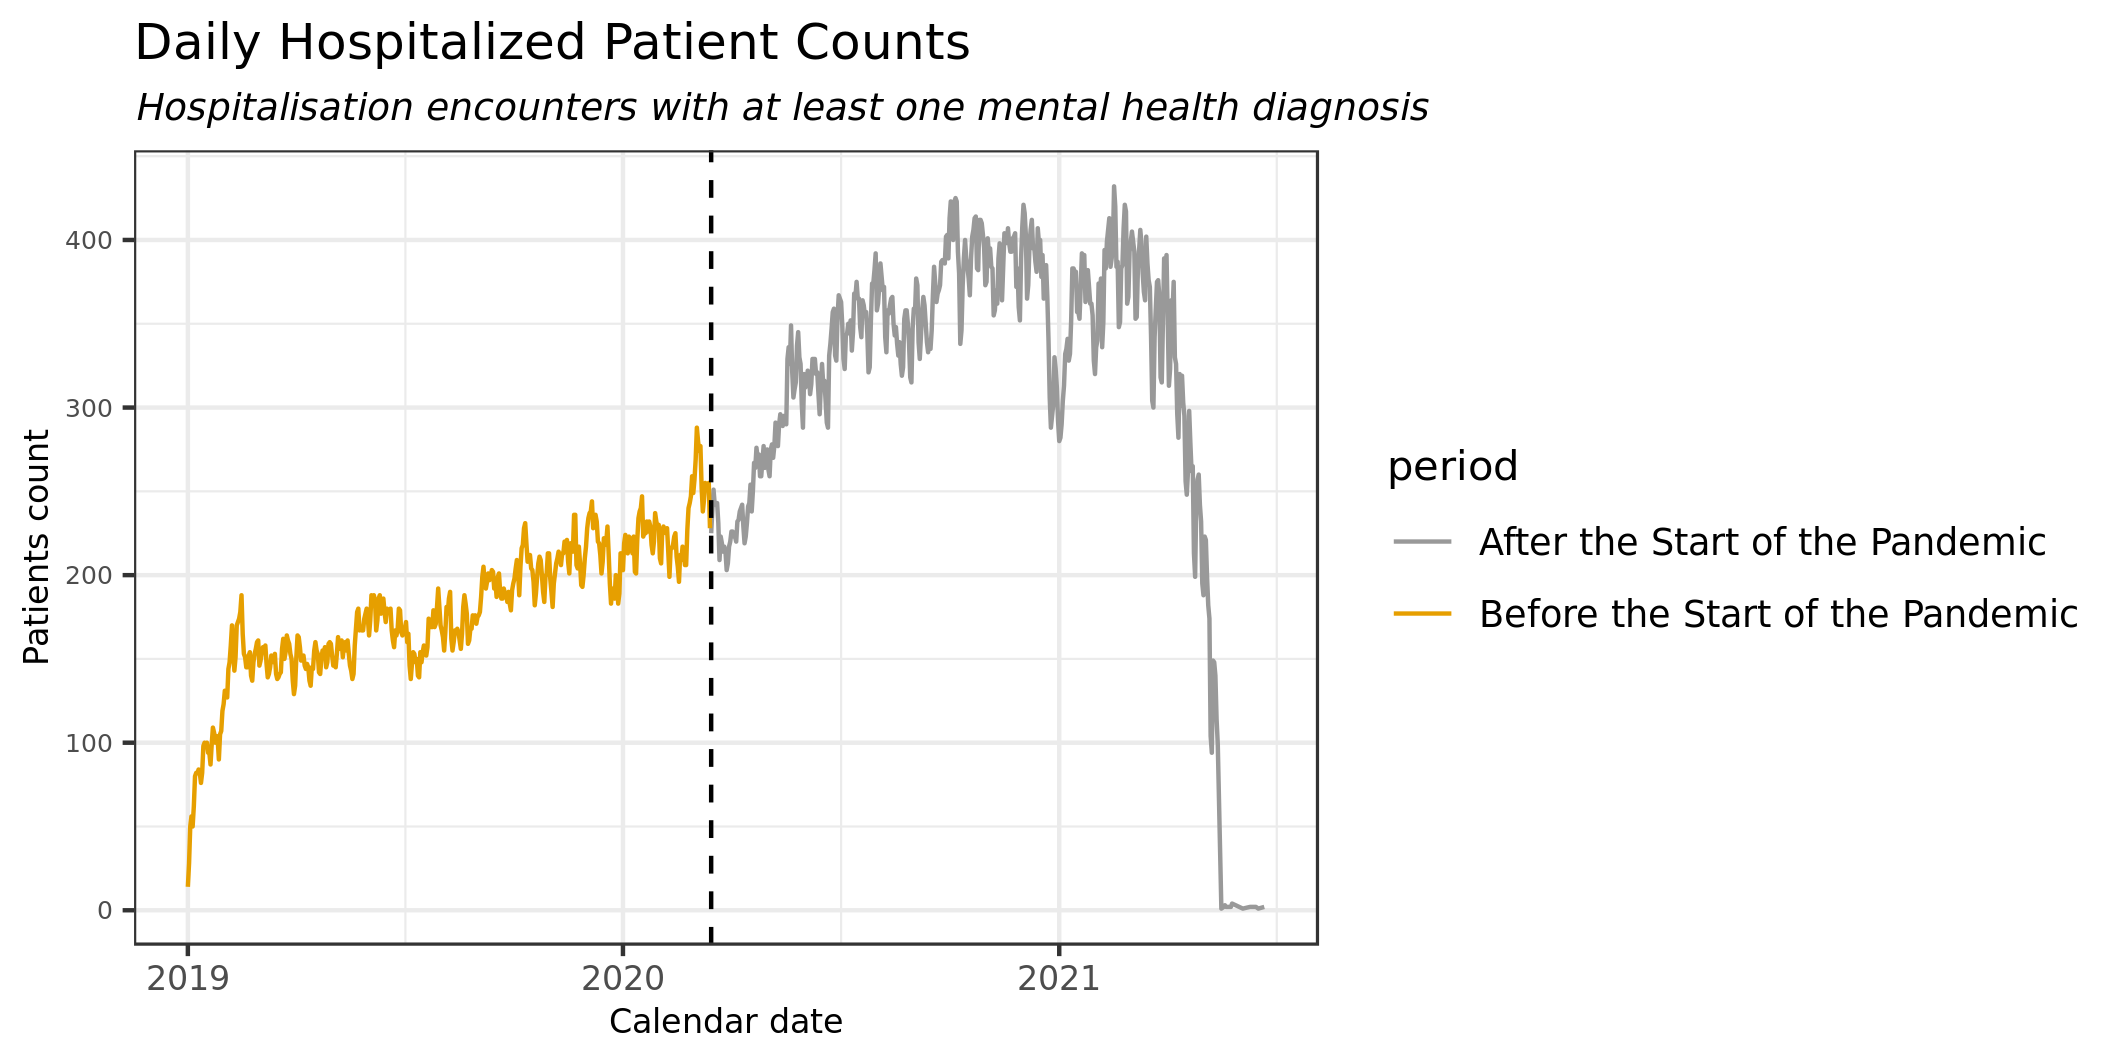 Daily Hospitalized Patient Counts
Hospitalisation encounters with at least one mental health diagnosis
Patients count
400
300
200
100
0
2019
2020
2021
Calendar date
period
After the Start of the Pandemic
Before the Start of the Pandemic